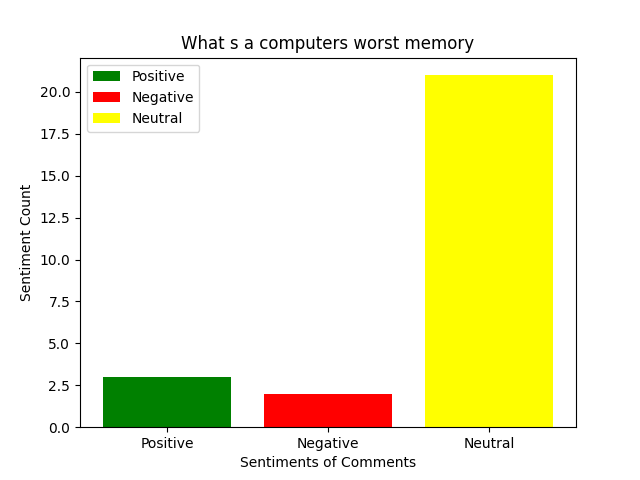 What s a computers worst memory
Positive
Negative
Neutral
Sentiment Count
20.0
17.5
15.0
12.5
10.0
7.5
5.0
2.5
0.0
Positive Negative Neutral
Sentiments of Comments